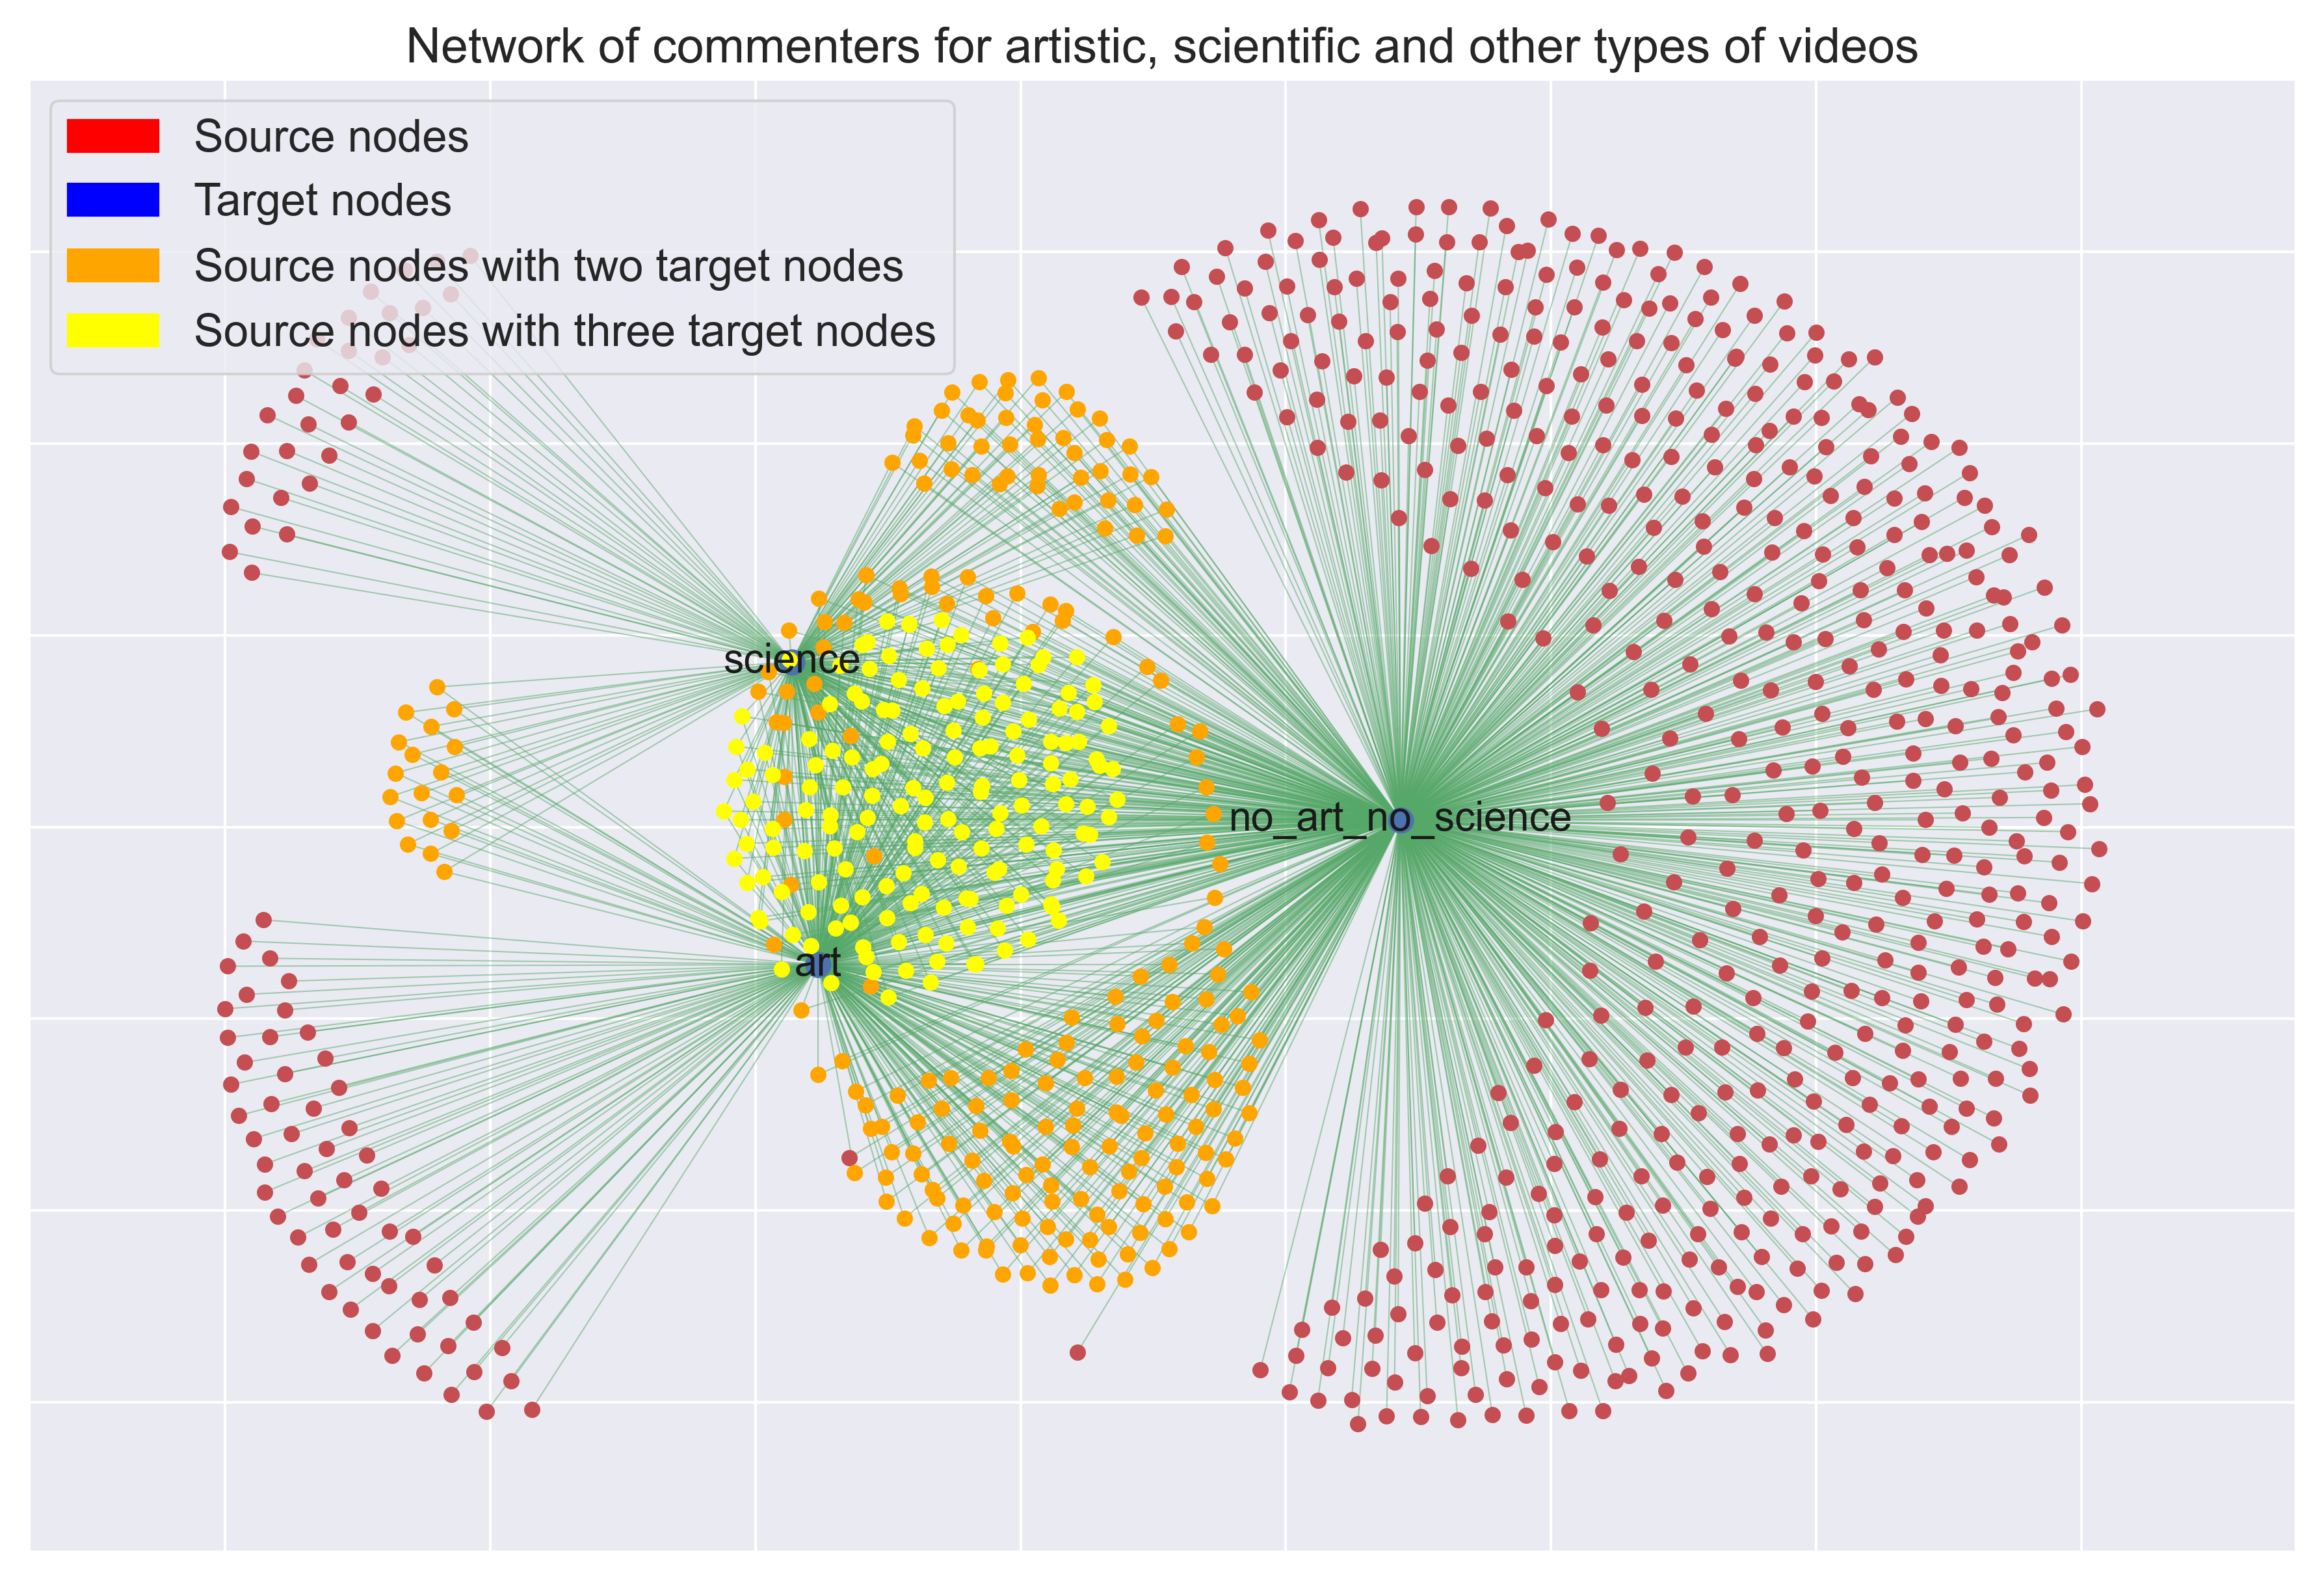 Network of commenters for artistic, scientific and other types of videos
Source nodes
Target nodes
Source nodes with two target nodes
Source nodes with three target nodes
science
no_art_no_science
art